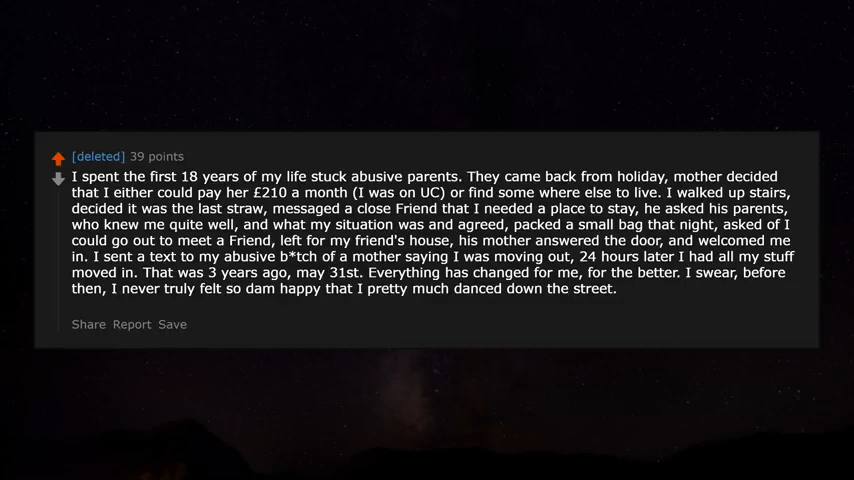 [deleted] 39 points
I spent the first 18 years of my life stuck abusive parents. They came back from holiday, mother decided
that I either could pay her £210 a month (I was on UC) or find some where else to live. I walked up stairs,
decided it was the last straw, messaged a close Friend that I needed a place to stay, he asked his parents,
who knew me quite well, and what my situation was and agreed, packed a small bag that night, asked of I
could go out to meet a Friend, left for my friend's house, his mother answered the door, and welcomed me
in. I sent a text to my abusive b*tch of a mother saying I was moving out, 24 hours later I had all my stuff
moved in. That was 3 years ago, may 31st. Everything has changed for me, for the better. I swear, before
then, I never truly felt so dam happy that I pretty much danced down the street.
Share Report Save